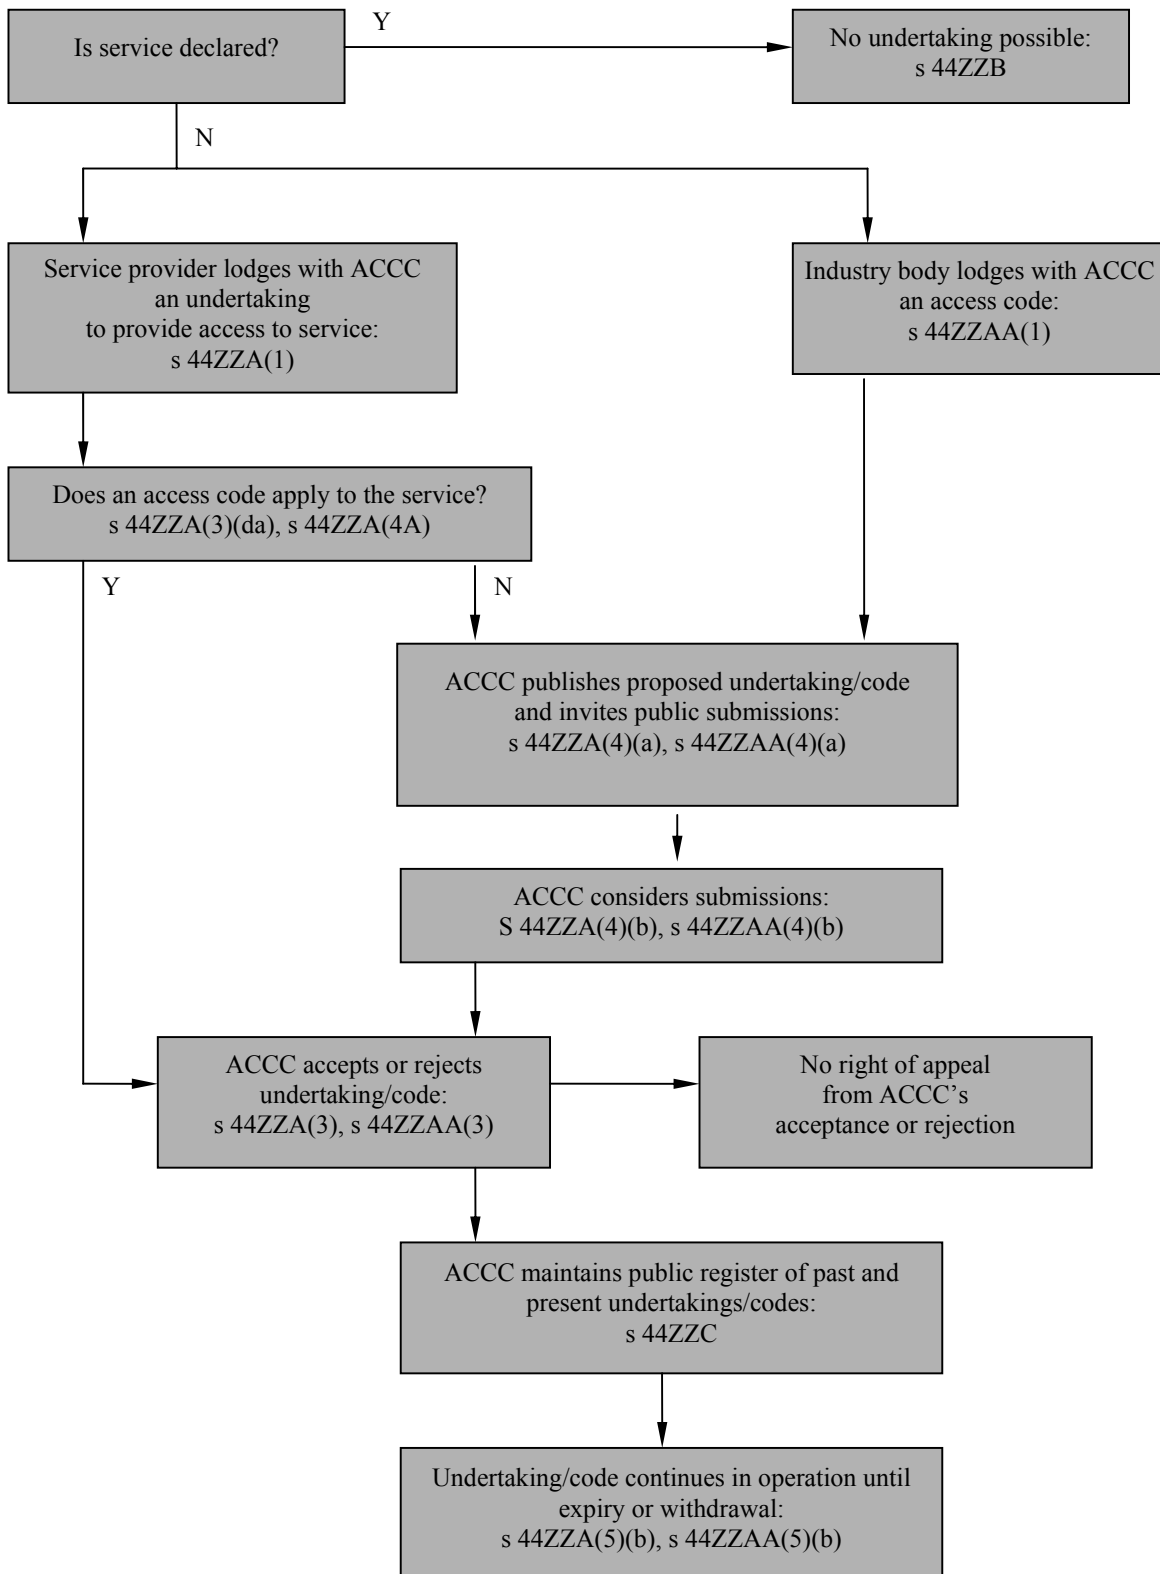 Is service declared?
Y
No undertaking possible:
s 44ZZB
N
Service provider lodges with ACCC
an undertaking
to provide access to service:
s 44ZZA(1)
Industry body lodges with ACCC
an access code:
s 44ZZAA(1)
Does an access code apply to the service?
s 44ZZA(3)(da), s 44ZZA(4A)
Y
N
ACCC publishes proposed undertaking/code
and invites public submissions:
s 44ZZA(4)(a), s 44ZZAA(4)(a)
ACCC considers submissions:
S 44ZZA(4)(b), s 44ZZAA(4)(b)
ACCC accepts or rejects
undertaking/code:
s 44ZZA(3), s 44ZZAA(3)
No right of appeal
from ACCC’s
acceptance or rejection
ACCC maintains public register of past and
present undertakings/codes:
s 44ZZC
Undertaking/code continues in operation until
expiry or withdrawal:
s 44ZZA(5)(b), s 44ZZAA(5)(b)